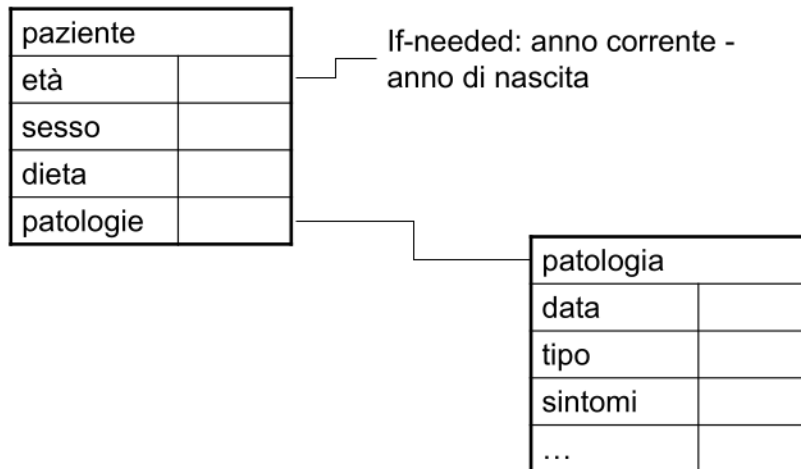 paziente
età
sesso
dieta
patologie
If-needed: anno corrente -
anno di nascita
patologia
data
tipo
sintomi
…